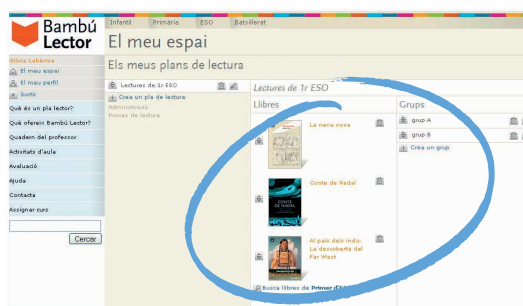 Bambú
Lector
Infantil Primària ESO Batxillerat
El meu espai
Glòria Labèrnia
El meu espai
El meu perfil
Sortir
Què és un pla lector?
Què ofereix Bambú Lector?
Quadern del professor
Activitats d'aula
Avaluació
Ajuda
Contacta
Assignar curs
Cercar
Els meus plans de lectura
Lectures de 1r ESO
Crea un pla de lectura
Administració
Proves de lectura
Lectures de 1r ESO
Llibres
La nena nova
CONTE DE NADAL
Conte de Nadal
Al país dels indis:
La descoberta del
Far West
Busca llibres de Primer d'
Grups
grup A
grup B
Crea un grup